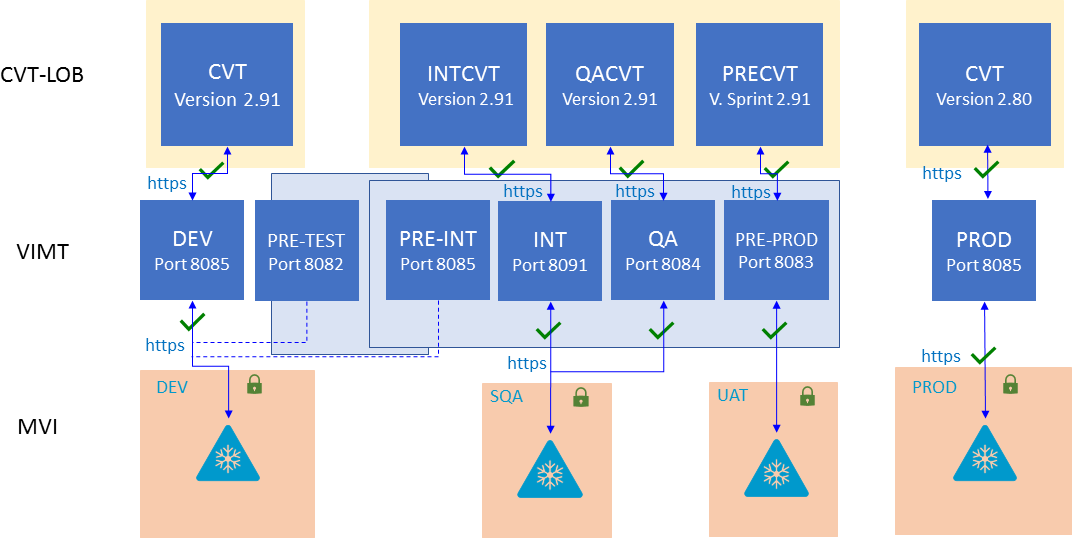 CVT-LOB
CVT
Version 2.91
INTCVT
Version 2.91
QACVT
Version 2.91
PRECVT
V. Sprint 2.91
CVT
Version 2.80
https
https
https
https
https
VIMT
DEV
Port 8085
PRE-TEST
Port 8082
PRE-INT
Port 8085
INT
Port 8091
QA
Port 8084
PRE-PROD
Port 8083
PROD
Port 8085
https
https
https
MVI
DEV
SQA
UAT
PROD